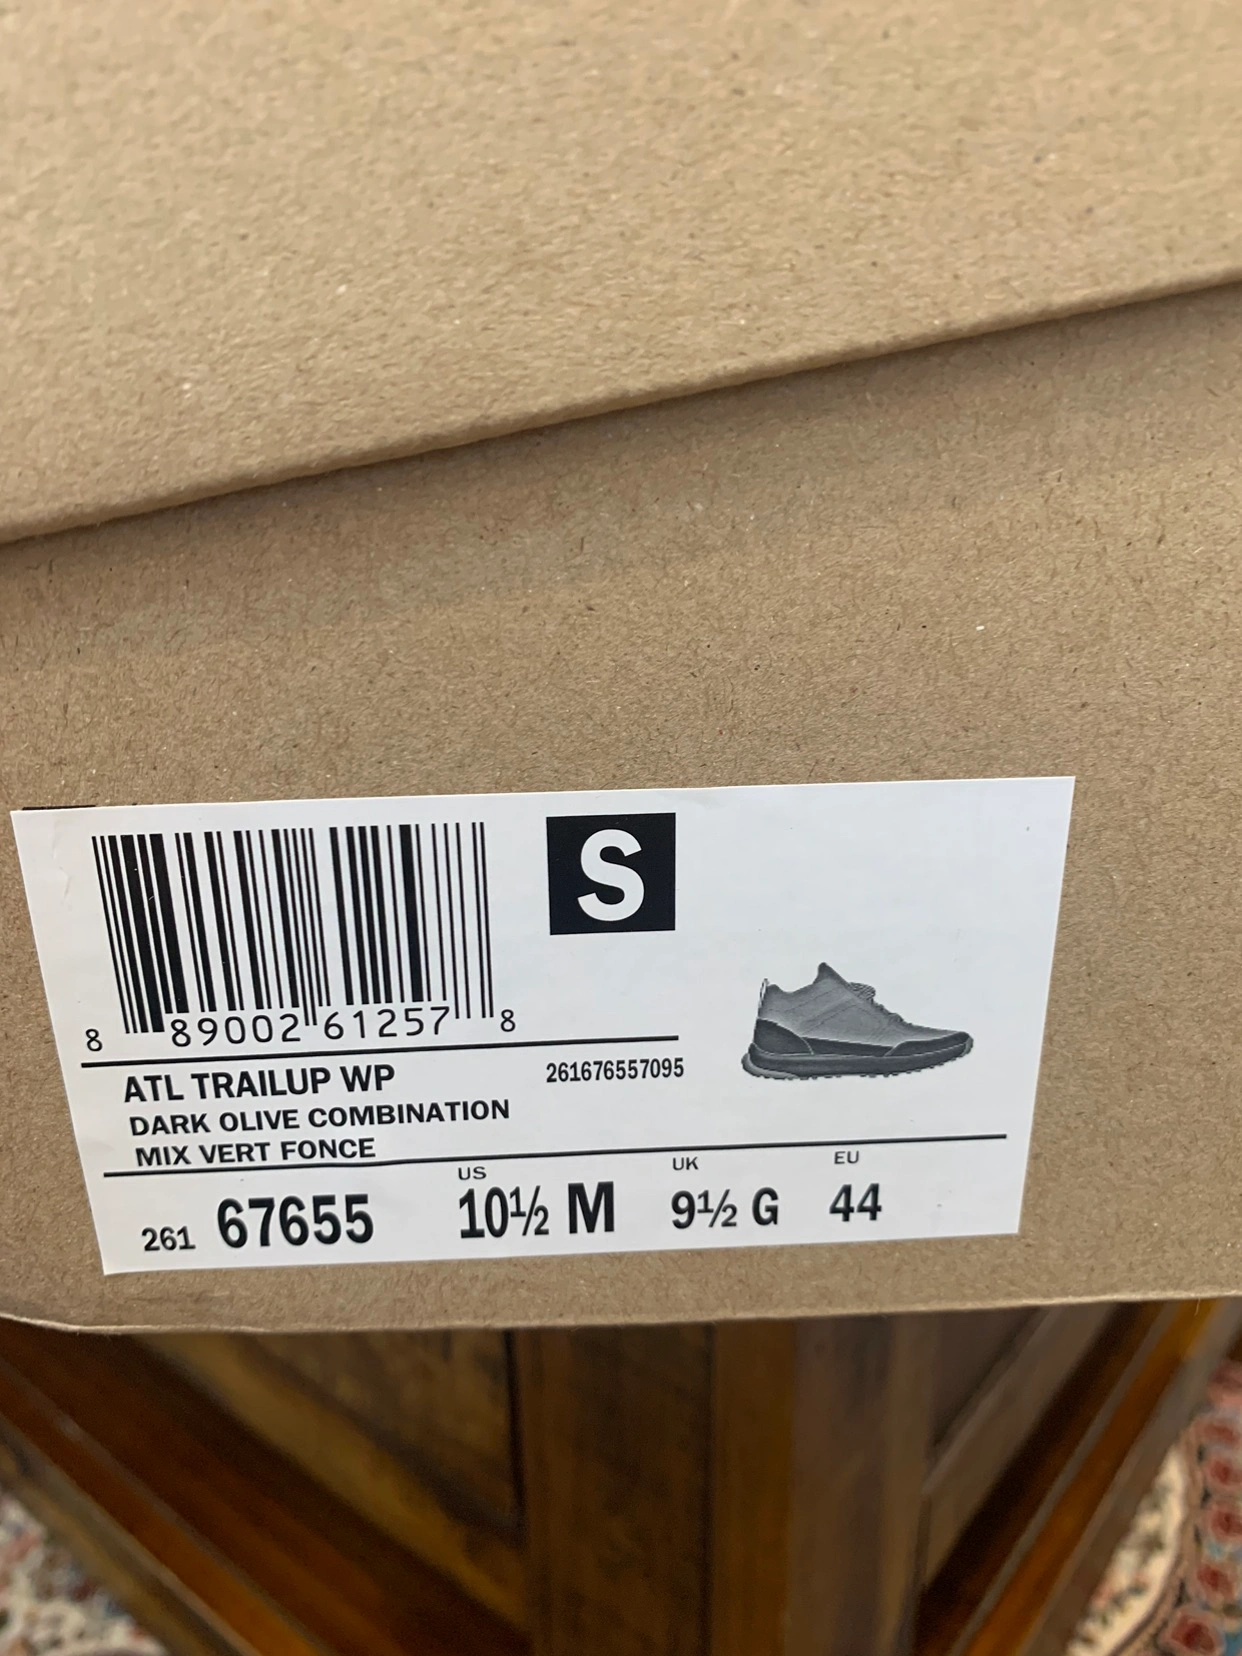 S
8 89002 61257 8
ATL TRAILUP WP
261676557095
DARK OLIVE COMBINATION
MIX VERT FONCE
US UK EU
261 67655 10½ M 9½ G 44